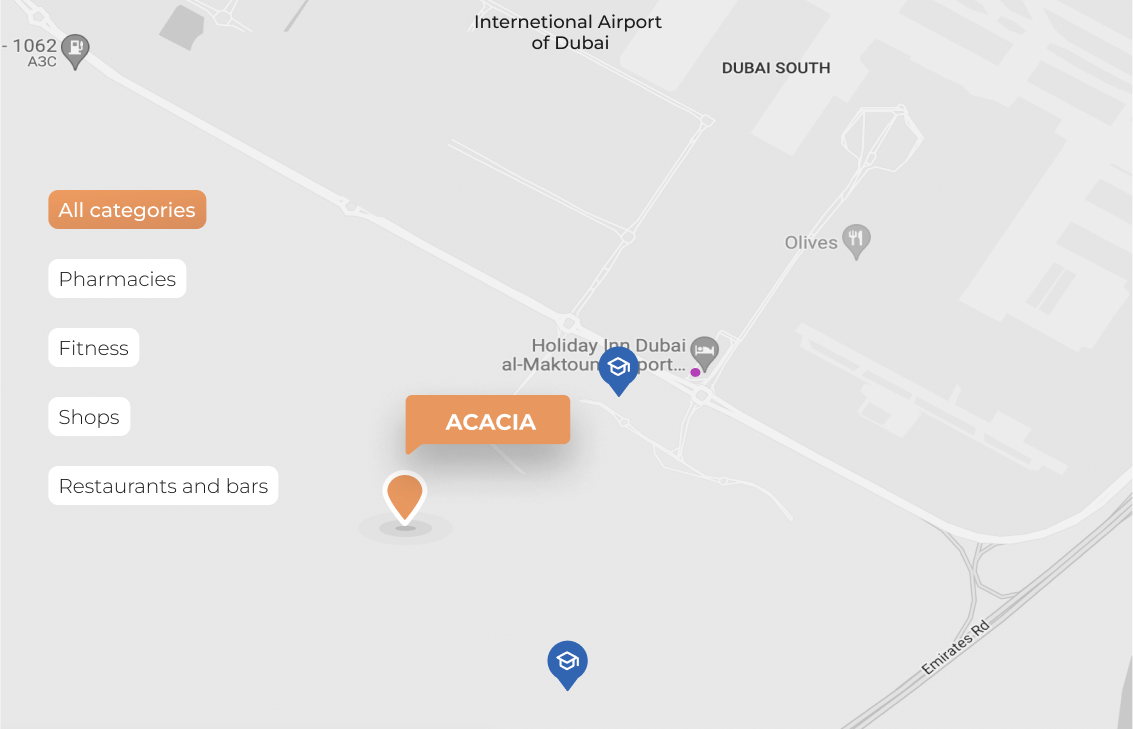 Internetional Airport
of Dubai
- 1062
АЗС
DUBAI SOUTH
All categories
Olives
Pharmacies
Fitness
Holiday Inn Dubai
al-Maktoum port...
Shops
ACACIA
Restaurants and bars
Emirates Rd